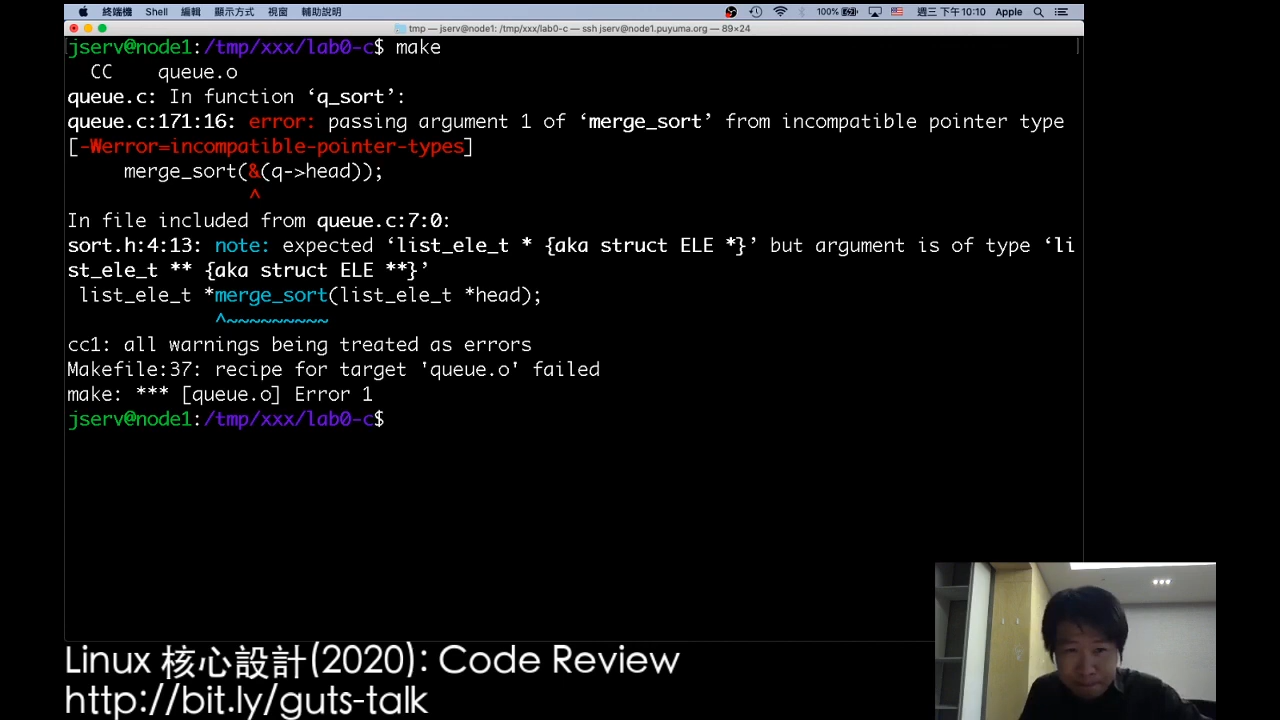 終端機 Shell 編輯 顯示方式 視窗 輔助說明 100% 週三下午10:10 Apple
tmp — jserv@node1: /tmp/xxx/lab0-c — ssh jserv@node1.puyuma.org — 89×24
jserv@node1:/tmp/xxx/lab0-c$ make
  CC    queue.o
queue.c: In function ‘q_sort’:
queue.c:171:16: error: passing argument 1 of ‘merge_sort’ from incompatible pointer type
[-Werror=incompatible-pointer-types]
     merge_sort(&(q->head));
                ^
In file included from queue.c:7:0:
sort.h:4:13: note: expected ‘list_ele_t * {aka struct ELE *}’ but argument is of type ‘li
st_ele_t ** {aka struct ELE **}’
 list_ele_t *merge_sort(list_ele_t *head);
             ^~~~~~~~~~
cc1: all warnings being treated as errors
Makefile:37: recipe for target 'queue.o' failed
make: *** [queue.o] Error 1
jserv@node1:/tmp/xxx/lab0-c$
Linux 核心設計(2020): Code Review
http://bit.ly/guts-talk